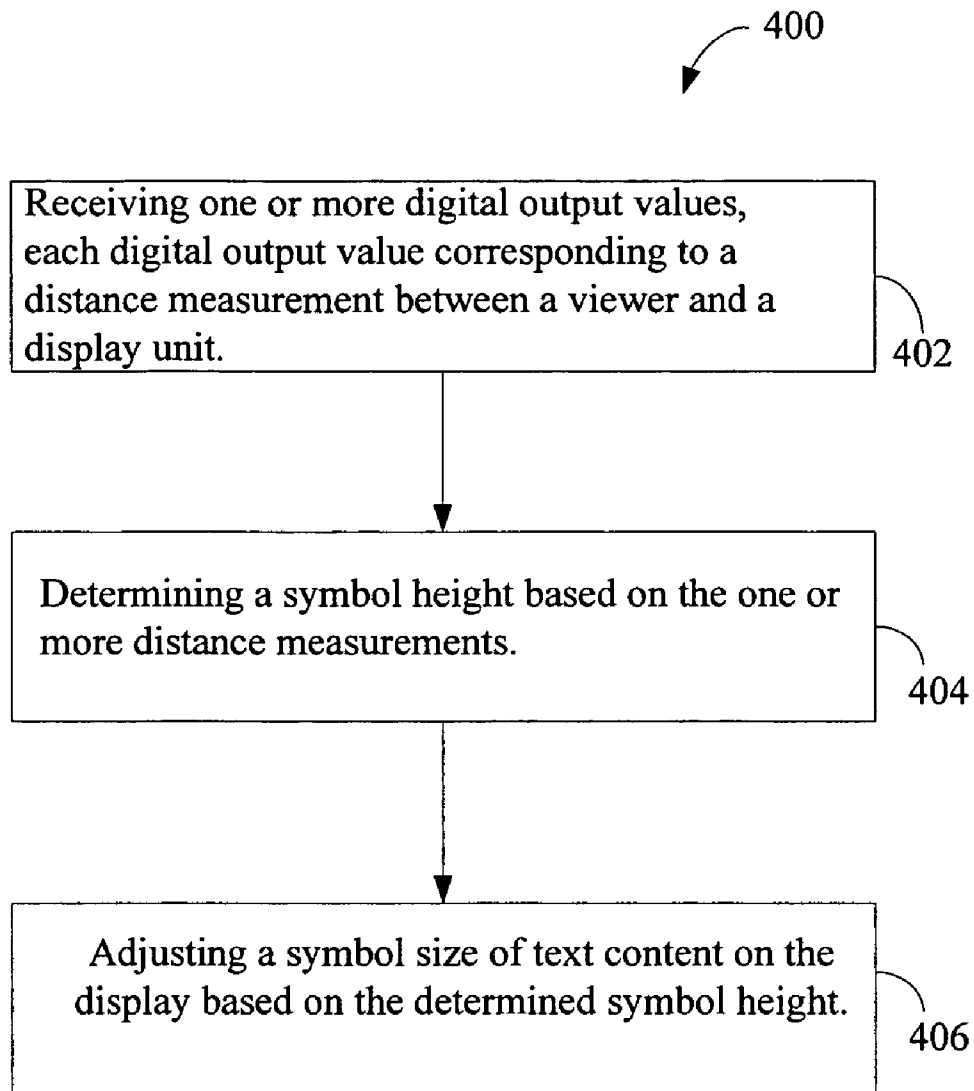 400
Receiving one or more digital output values,
each digital output value corresponding to a
distance measurement between a viewer and a
display unit.
402
Determining a symbol height based on the one or
more distance measurements.
404
Adjusting a symbol size of text content on the
display based on the determined symbol height.
406